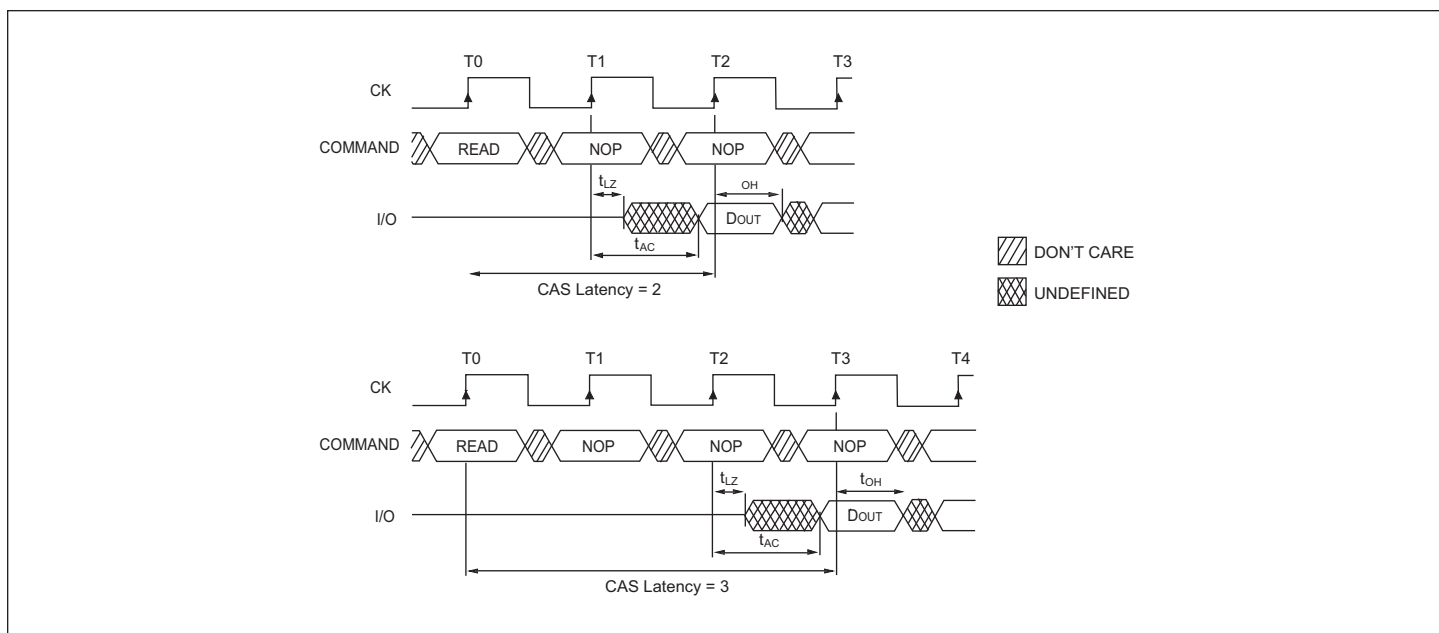 T0 T1 T2 T3
CK
COMMAND READ NOP NOP
tLZ OH
I/O DOUT
tAC
CAS Latency = 2
DON'T CARE
UNDEFINED
T0 T1 T2 T3 T4
CK
COMMAND READ NOP NOP NOP
tLZ tOH
I/O DOUT
tAC
CAS Latency = 3